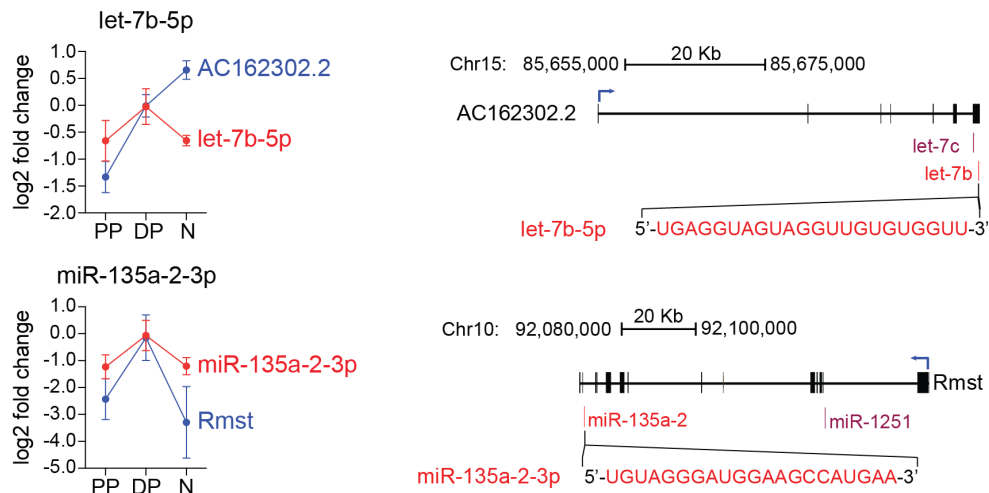 let-7b-5p
log2 fold change
1.0
0.5
0.0
-0.5
-1.0
-1.5
-2.0
PP DP N
AC162302.2
let-7b-5p
Chr15: 85,655,000 20 Kb 85,675,000
AC162302.2
let-7c
let-7b
let-7b-5p 5'-UGAGGUAGUAGGUUGUGUGGUU-3'
miR-135a-2-3p
log2 fold change
1.0
0.0
-1.0
-2.0
-3.0
-4.0
-5.0
PP DP N
miR-135a-2-3p
Rmst
Chr10: 92,080,000 20 Kb 92,100,000
Rmst
miR-135a-2 miR-1251
miR-135a-2-3p 5'-UGUAGGGAUGGAAGCCAUGAA-3'